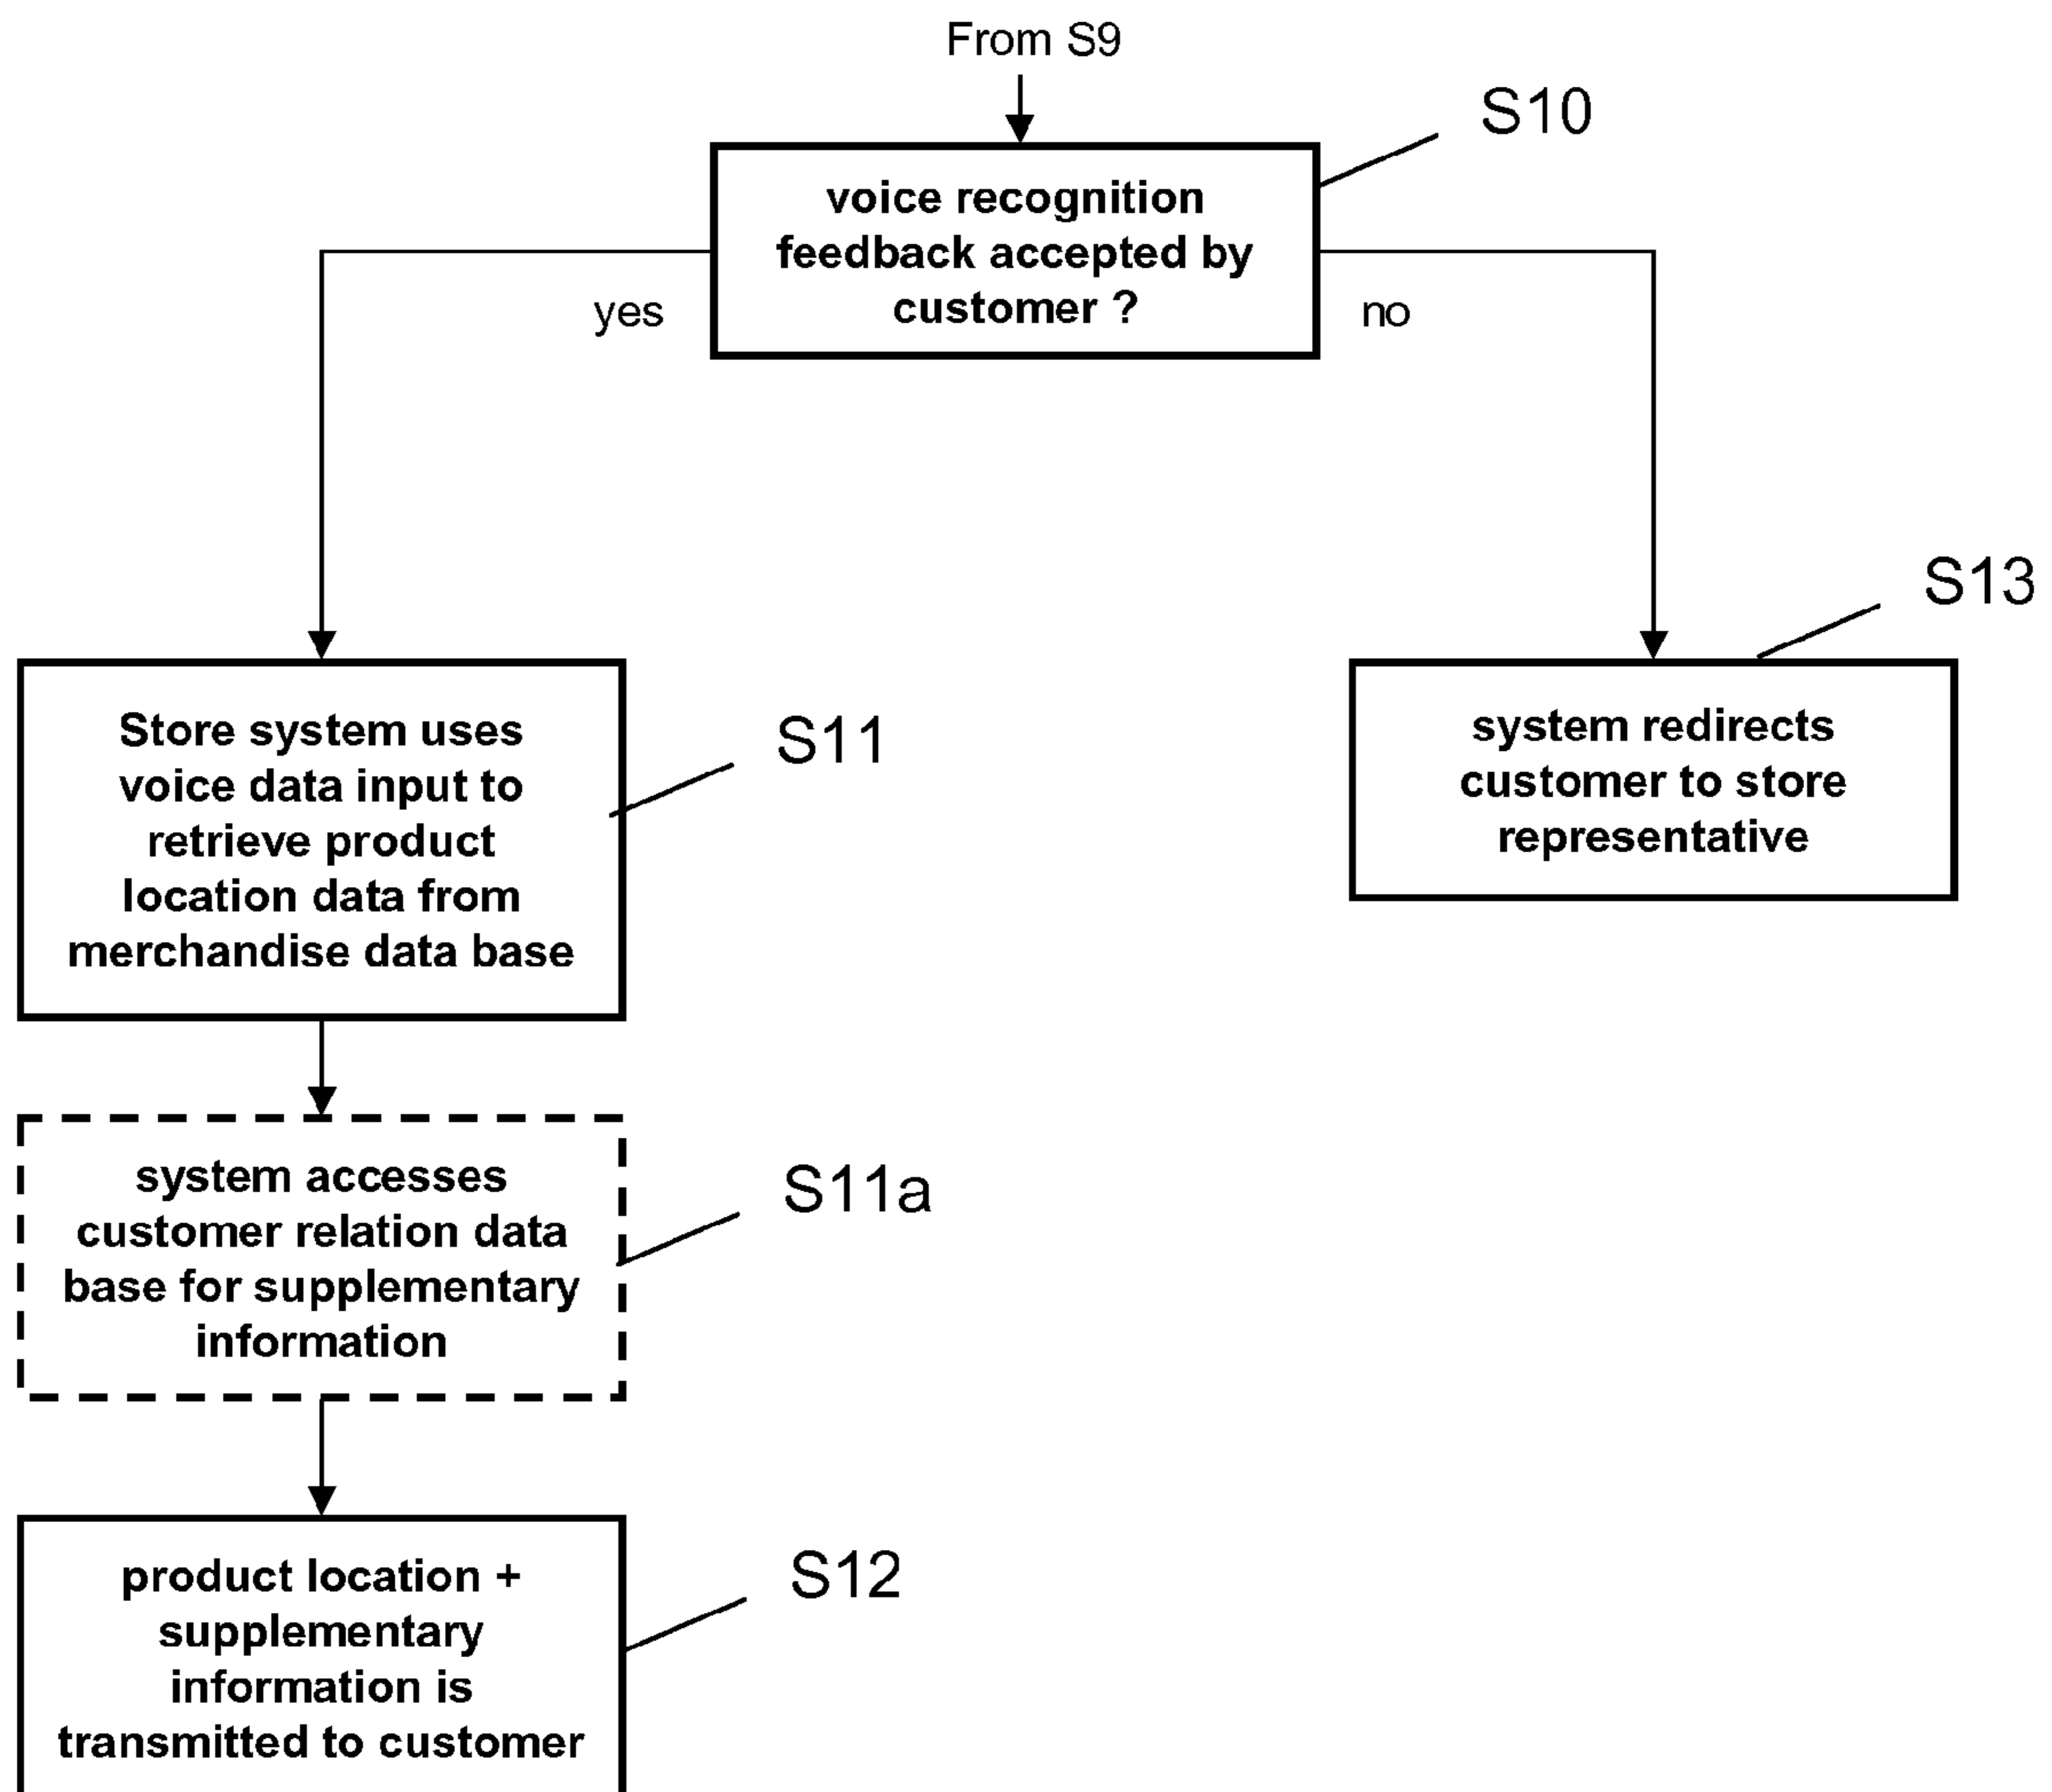 From S9
S10
voice recognition
feedback accepted by
customer ?
yes
no
S13
Store system uses
voice data input to
retrieve product
location data from
merchandise data base
S11
system redirects
customer to store
representative
system accesses
customer relation data
base for supplementary
information
S11a
product location +
supplementary
information is
transmitted to customer
S12